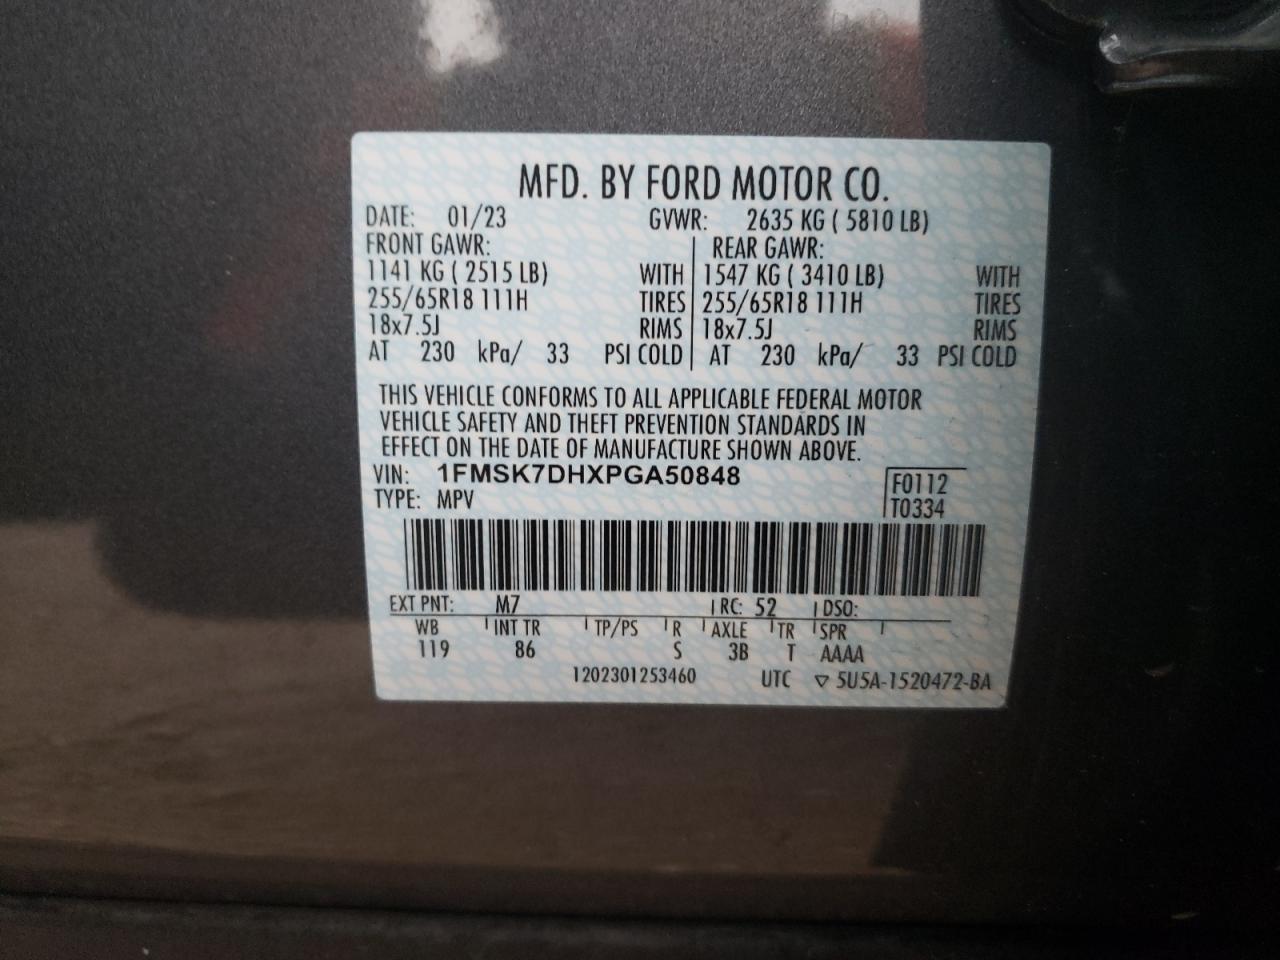 MFD. BY FORD MOTOR CO.
DATE: 01/23 GVWR: 2635 KG ( 5810 LB)
FRONT GAWR: REAR GAWR:
1141 KG ( 2515 LB) WITH 1547 KG ( 3410 LB) WITH
255/65R18 111H TIRES 255/65R18 111H TIRES
18x7.5J RIMS 18x7.5J RIMS
AT 230 kPa/ 33 PSI COLD AT 230 kPa/ 33 PSI COLD
THIS VEHICLE CONFORMS TO ALL APPLICABLE FEDERAL MOTOR
VEHICLE SAFETY AND THEFT PREVENTION STANDARDS IN
EFFECT ON THE DATE OF MANUFACTURE SHOWN ABOVE.
VIN: 1FMSK7DHXPGA50848 F0112
TYPE: MPV T0334
EXT PNT: M7 RC: 52 DSO:
WB INT TR TP/PS R AXLE TR SPR
119 86 S 3B T AAAA
1202301253460 UTC ▽ 5U5A-1520472-BA